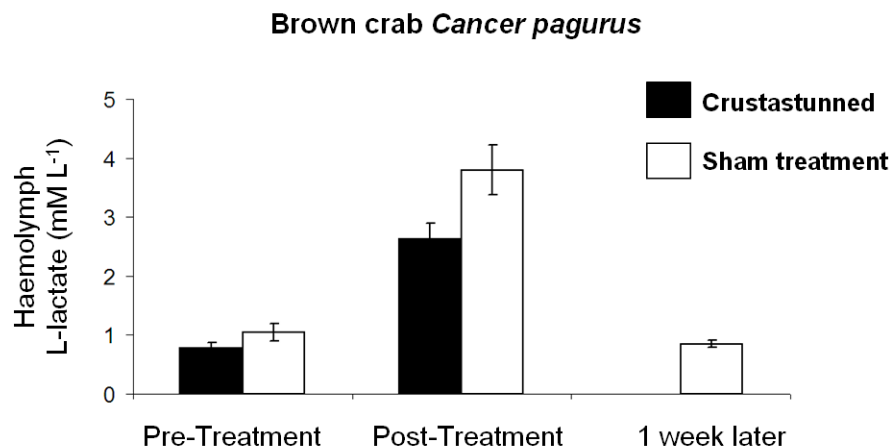 Brown crab Cancer pagurus
Crustastunned
Sham treatment
Haemolymph
L-lactate (mM L-1)
5
4
3
2
1
0
Pre-Treatment
Post-Treatment
1 week later